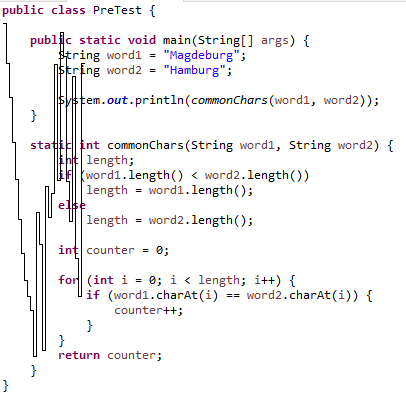 public class PreTest {
public static void main(String[] args) {
String word1 = "Magdeburg";
String word2 = "Hamburg";
System.out.println(commonChars(word1, word2));
}
static int commonChars(String word1, String word2) {
int length;
if (word1.length() < word2.length())
length = word1.length();
else
length = word2.length();
int counter = 0;
for (int i = 0; i < length; i++) {
if (word1.charAt(i) == word2.charAt(i)) {
counter++;
}
}
return counter;
}
}